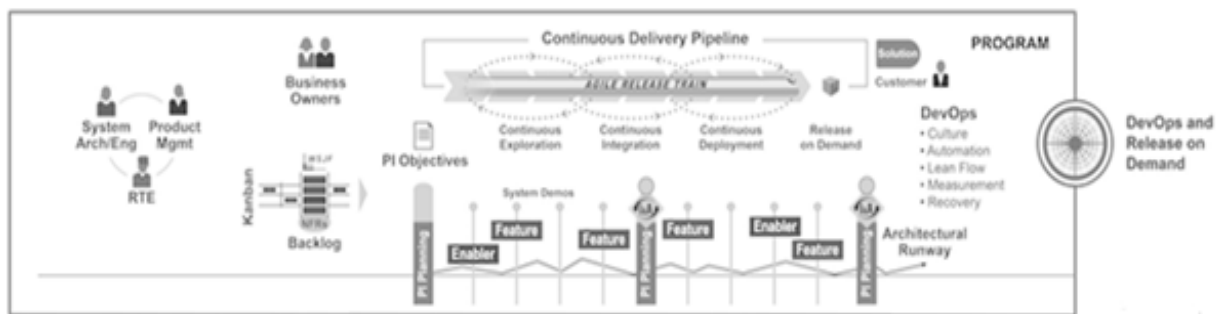 Continuous Delivery Pipeline
PROGRAM
Business
Owners
Solution
Customer
AGILE RELEASE TRAIN
System
Arch/Eng
Product
Mgmt
RTE
PI Objectives
Continuous
Exploration
Continuous
Integration
Continuous
Deployment
Release
on Demand
DevOps
• Culture
• Automation
• Lean Flow
• Measurement
• Recovery
DevOps and
Release on
Demand
Kanban
WSJF
NFRs
Backlog
System Demos
PI Planning
Enabler
Feature
Feature
PI Planning
Feature
Enabler
Feature
PI Planning
Architectural
Runway